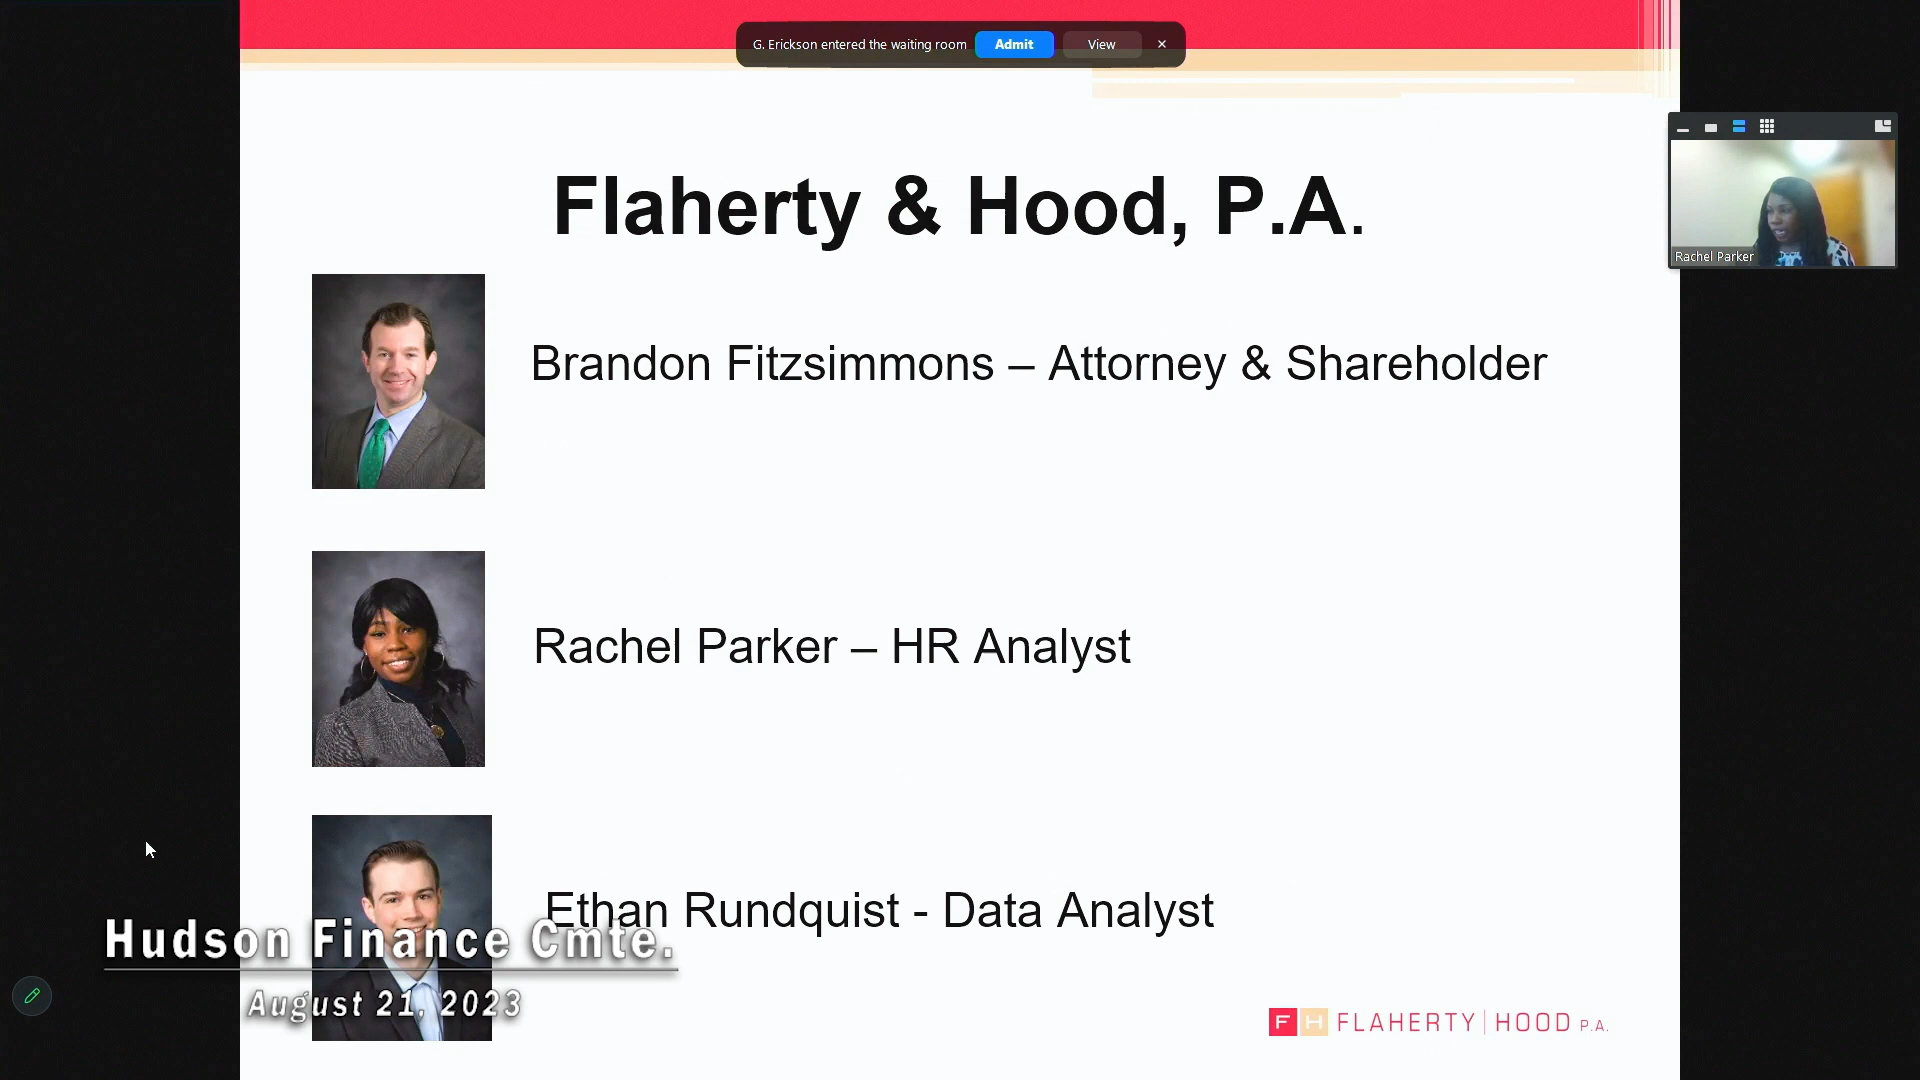 G. Erickson entered the waiting room Admit View
Flaherty & Hood, P.A.
Rachel Parker
Brandon Fitzsimmons – Attorney & Shareholder
Rachel Parker – HR Analyst
Ethan Rundquist - Data Analyst
Hudson Finance Cmte.
August 21, 2023
F H FLAHERTY HOOD P.A.